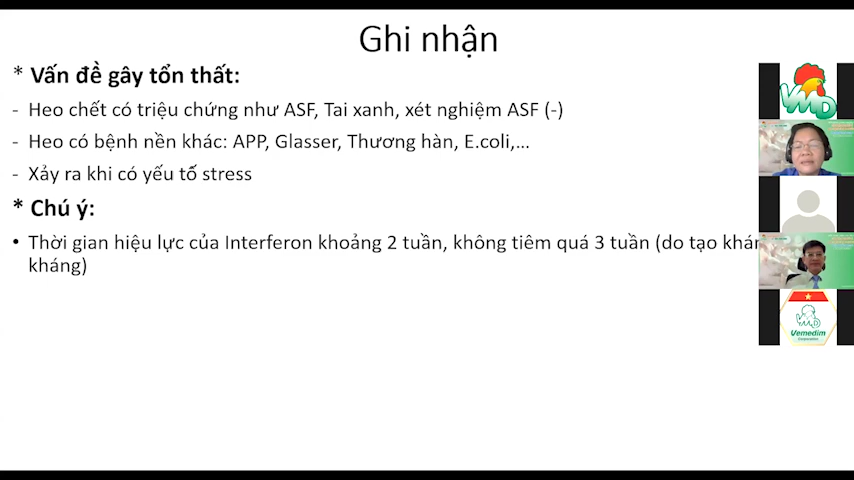 Ghi nhận
* Vấn đề gây tổn thất:
- Heo chết có triệu chứng như ASF, Tai xanh, xét nghiệm ASF (-)
- Heo có bệnh nền khác: APP, Glasser, Thương hàn, E.coli,...
- Xảy ra khi có yếu tố stress
* Chú ý:
• Thời gian hiệu lực của Interferon khoảng 2 tuần, không tiêm quá 3 tuần (do tạo
kháng)
VMD
VMD
Vemedim
Corporation